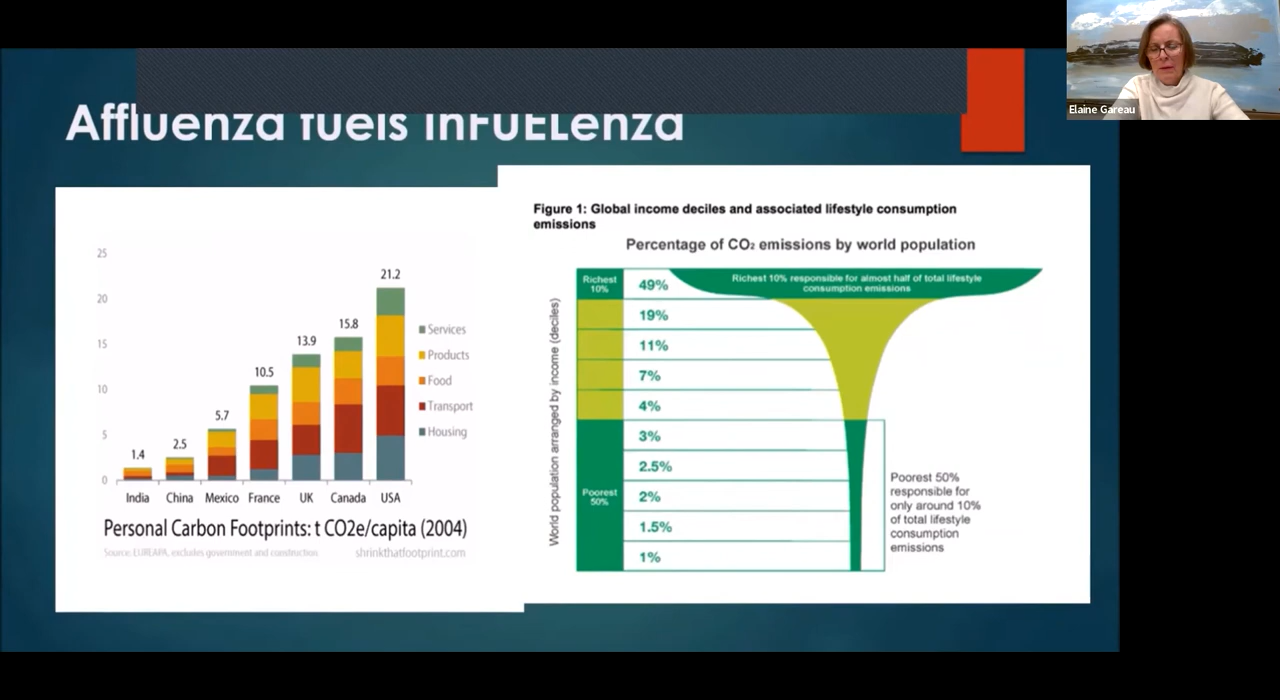 Affluenza fuels inFUELenza
Elaine Gareau
25
20
15
10
5
0
1.4
2.5
5.7
10.5
13.9
15.8
21.2
Services
Products
Food
Transport
Housing
India
China
Mexico
France
UK
Canada
USA
Personal Carbon Footprints: t CO2e/capita (2004)
Source, EUREAPA, excludes government and construction
shrinkthatfootprint.com
Figure 1: Global income deciles and associated lifestyle consumption
emissions
Percentage of CO₂ emissions by world population
World population arranged by income (deciles)
Richest
10%
49%
Richest 10% responsible for almost half of total lifestyle
consumption emissions
19%
11%
7%
4%
3%
2.5%
Poorest
50%
2%
1.5%
1%
Poorest 50%
responsible for
only around 10%
of total lifestyle
consumption
emissions